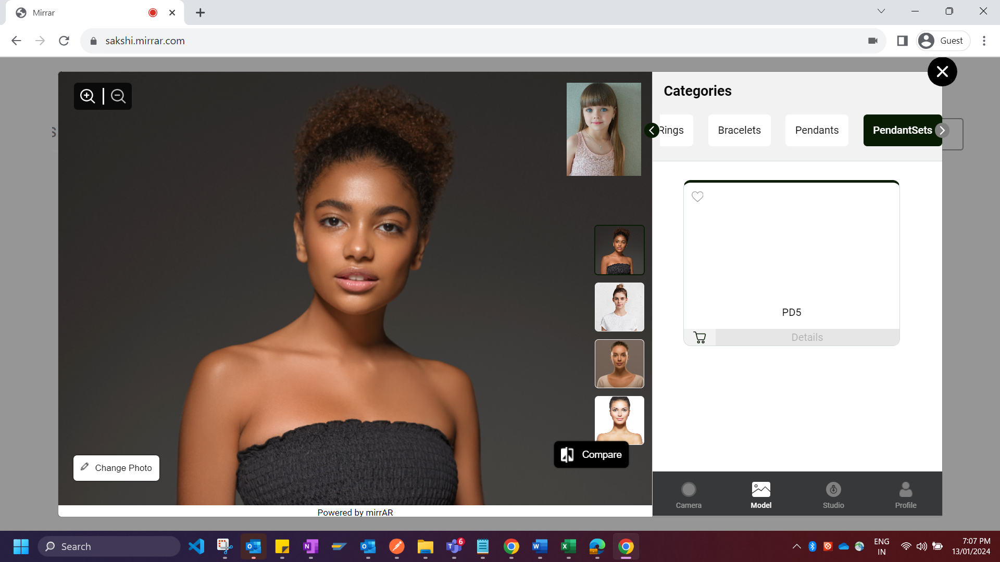 Mirrar
sakshi.mirrar.com
Guest
Categories
Rings
Bracelets
Pendants
PendantSets
S
PD5
Details
Compare
Change Photo
Camera
Model
Studio
Profile
Powered by mirrAR
Search
6
ENG
IN
7:07 PM
13/01/2024